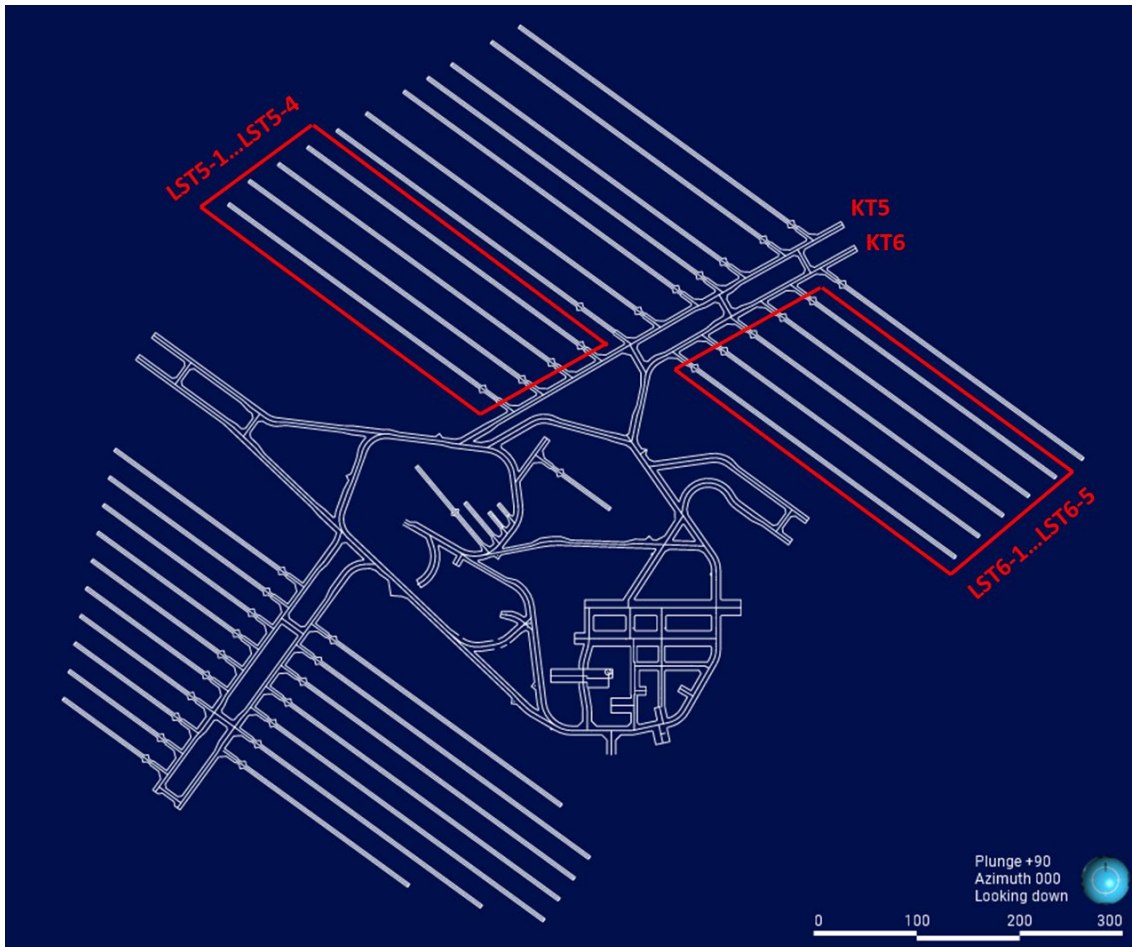 LST5-1...LST5-4
KT5
KT6
LST6-1...LST6-5
Plunge +90
Azimuth 000
Looking down
0 100 200 300